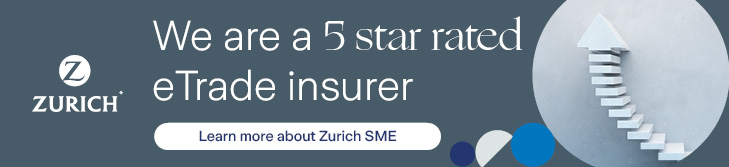 We are a 5 star rated
eTrade insurer
Z
ZURICH
Learn more about Zurich SME